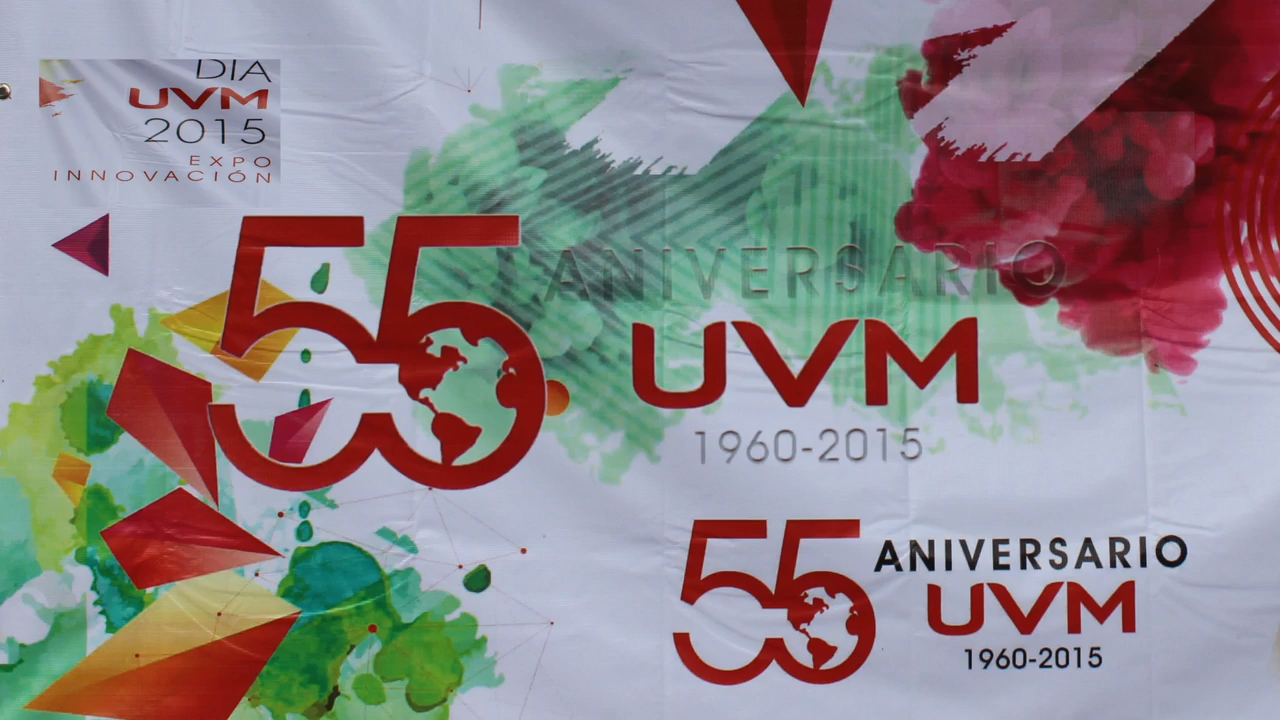 DIA
UVM
2015
EXPO
INNOVACIÓN
55 ANIVERSARIO
UVM
1960-2015
55 ANIVERSARIO
UVM
1960-2015